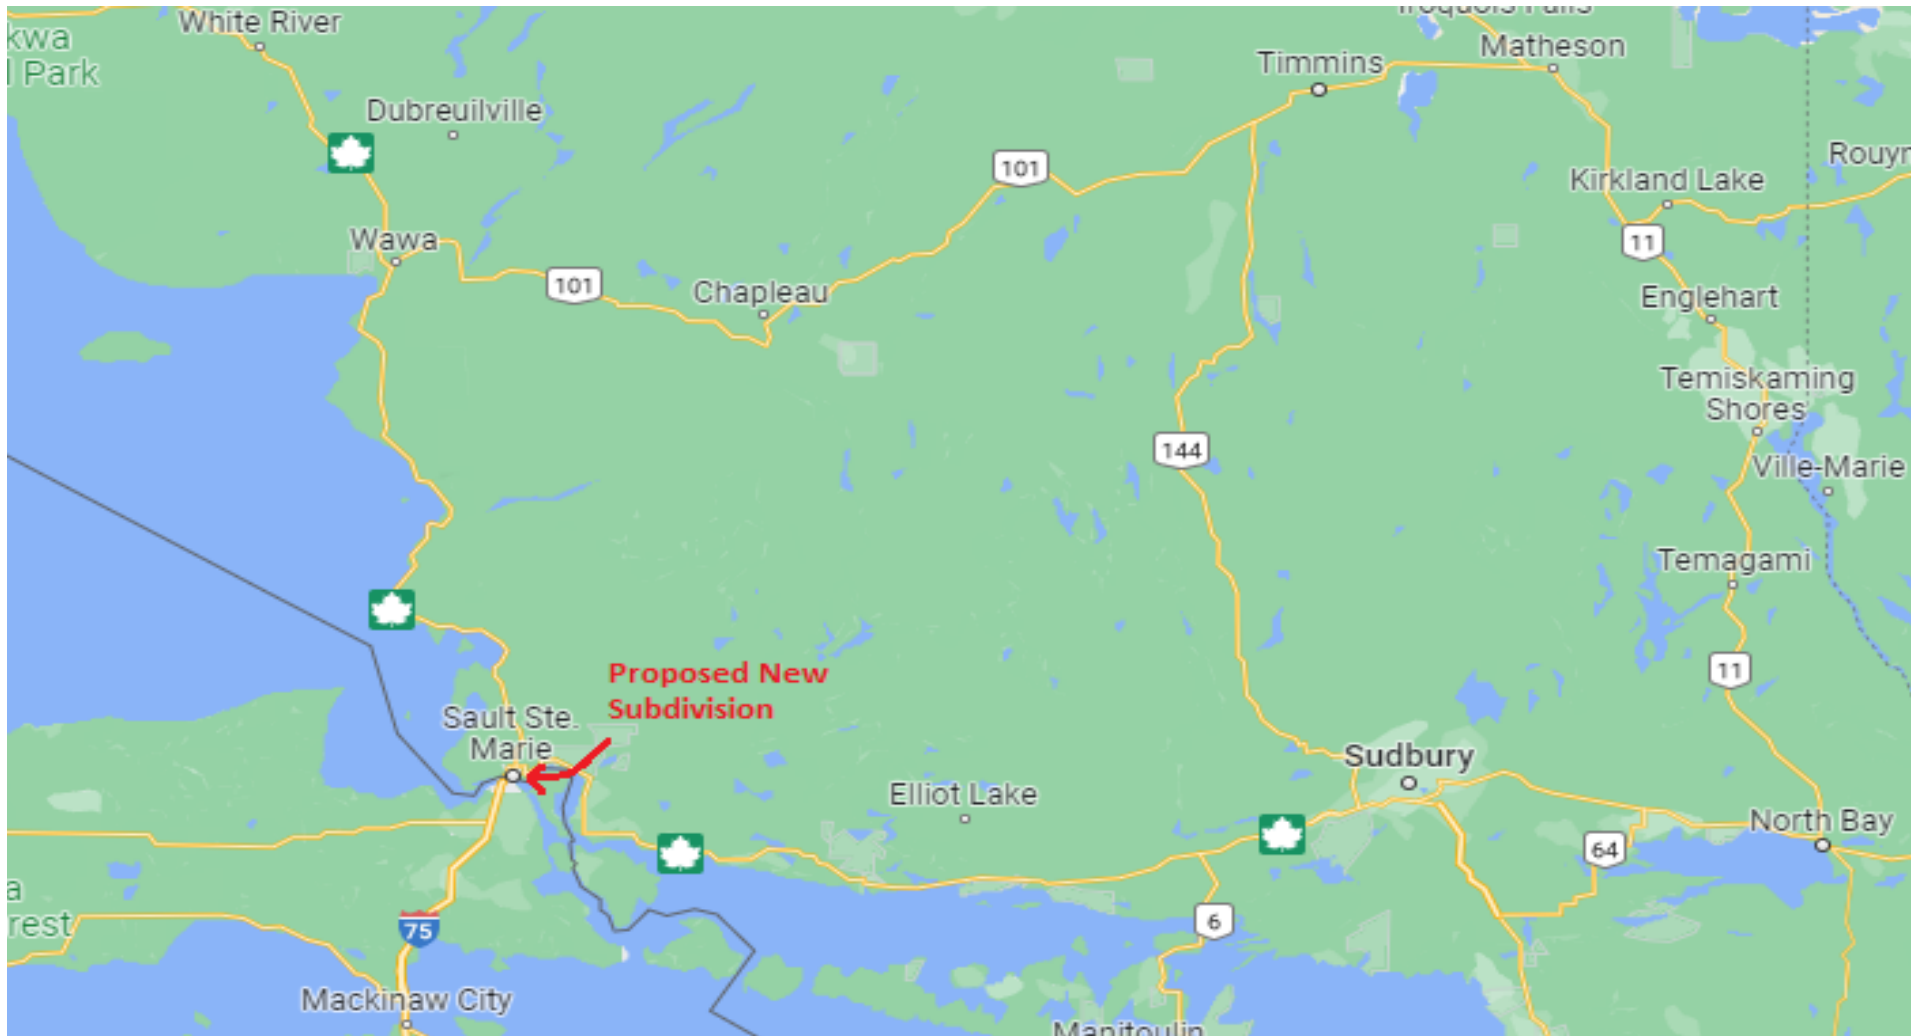 White River
kwa
l Park
Dubreuilville
Iroquois Falls
Timmins
Matheson
101
Rouyn
Kirkland Lake
Wawa
11
101
Chapleau
Englehart
Temiskaming
Shores
144
Ville-Marie
Temagami
Proposed New
Subdivision
11
Sault Ste.
Marie
Sudbury
Elliot Lake
North Bay
64
a
rest
75
6
Mackinaw City
Manitoulin